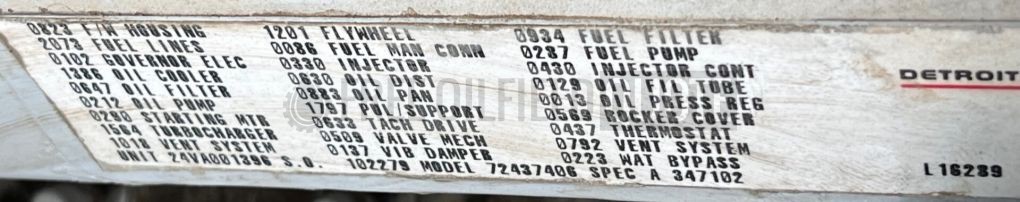 0823 F/W HOUSING 1201 FLYWHEEL 0934 FUEL FILTER
2073 FUEL LINES 0086 FUEL MAN CONN 0287 FUEL PUMP
0102 GOVERNOR ELEC 0330 INJECTOR 0430 INJECTOR CONT
1386 OIL COOLER 0630 OIL DIST 0129 OIL FIL TUBE
0647 OIL FILTER 0883 OIL PAN 0013 OIL PRESS REG
0212 OIL PUMP 1797 PUL/SUPPORT 0569 ROCKER COVER
0290 STARTING MTR 0633 TACH DRIVE 0437 THERMOSTAT
1584 TURBOCHARGER 0509 VALVE MECH 0792 VENT SYSTEM
1018 VENT SYSTEM 0137 VIB DAMPER 0223 WAT BYPASS
UNIT 24VA001396 S.O. 102279 MODEL 72437406 SPEC A 347102
DETROIT
L16289